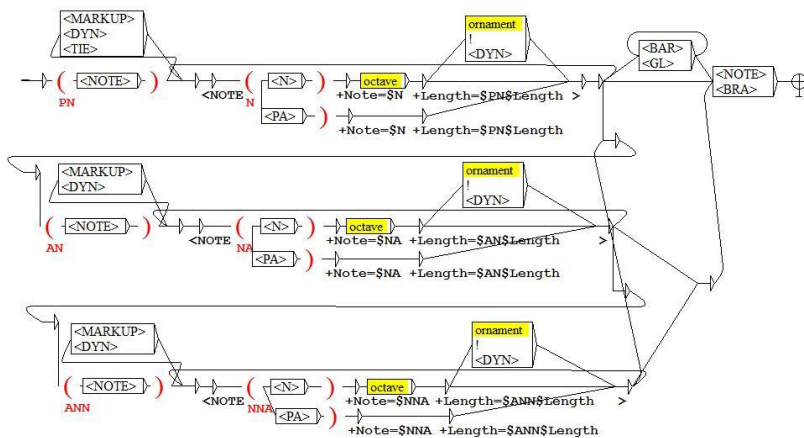 <MARKUP>
<DYN>
<TIE>
ornament
!
<DYN>
<BAR>
<GL>
( <NOTE> ) ( <N> octave <NOTE>
PN <NOTE N +Note=$N +Length=$PN$Length > <BRA>
<PA> )
+Note=$N +Length=$PN$Length
<MARKUP>
<DYN>
ornament
!
<DYN>
( <NOTE> ) ( <N> ) octave
AN <NOTE NA +Note=$NA +Length=$AN$Length >
<PA> )
+Note=$NA +Length=$AN$Length
<MARKUP>
<DYN>
ornament
!
<DYN>
( <NOTE> ) ( <N> ) octave
ANN <NOTE NNA +Note=$NNA +Length=$ANN$Length >
<PA> )
+Note=$NNA +Length=$ANN$Length